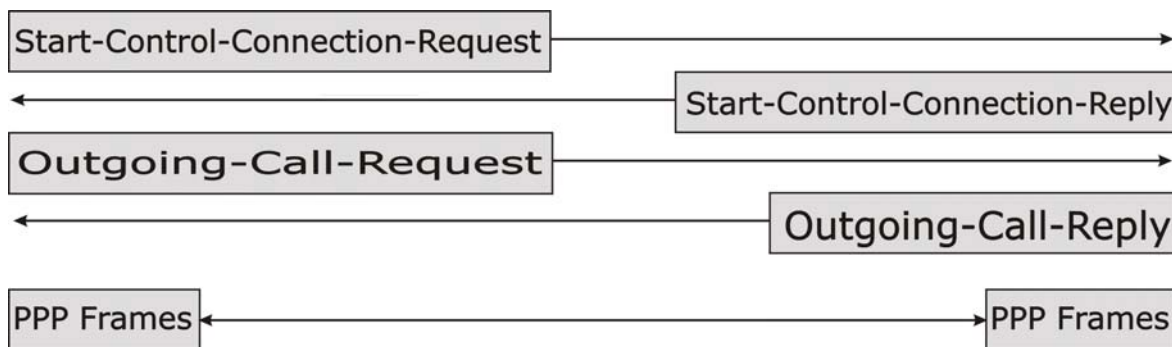 Start-Control-Connection-Request
Start-Control-Connection-Reply
Outgoing-Call-Request
Outgoing-Call-Reply
PPP Frames
PPP Frames